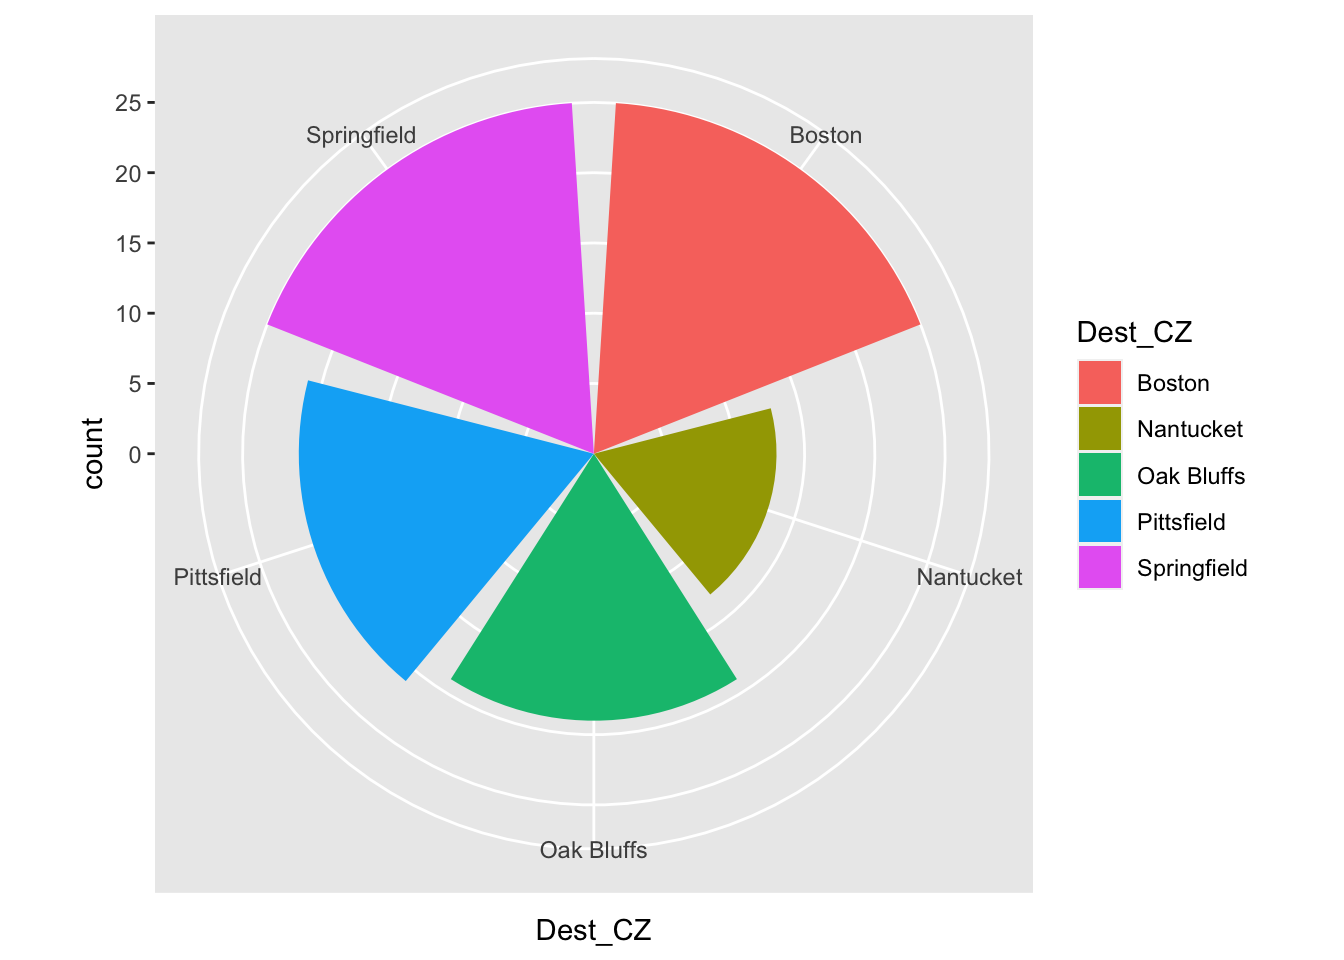 25
20
15
10
5
0
count
Springfield
Boston
Pittsfield
Nantucket
Oak Bluffs
Dest_CZ
Dest_CZ
Boston
Nantucket
Oak Bluffs
Pittsfield
Springfield